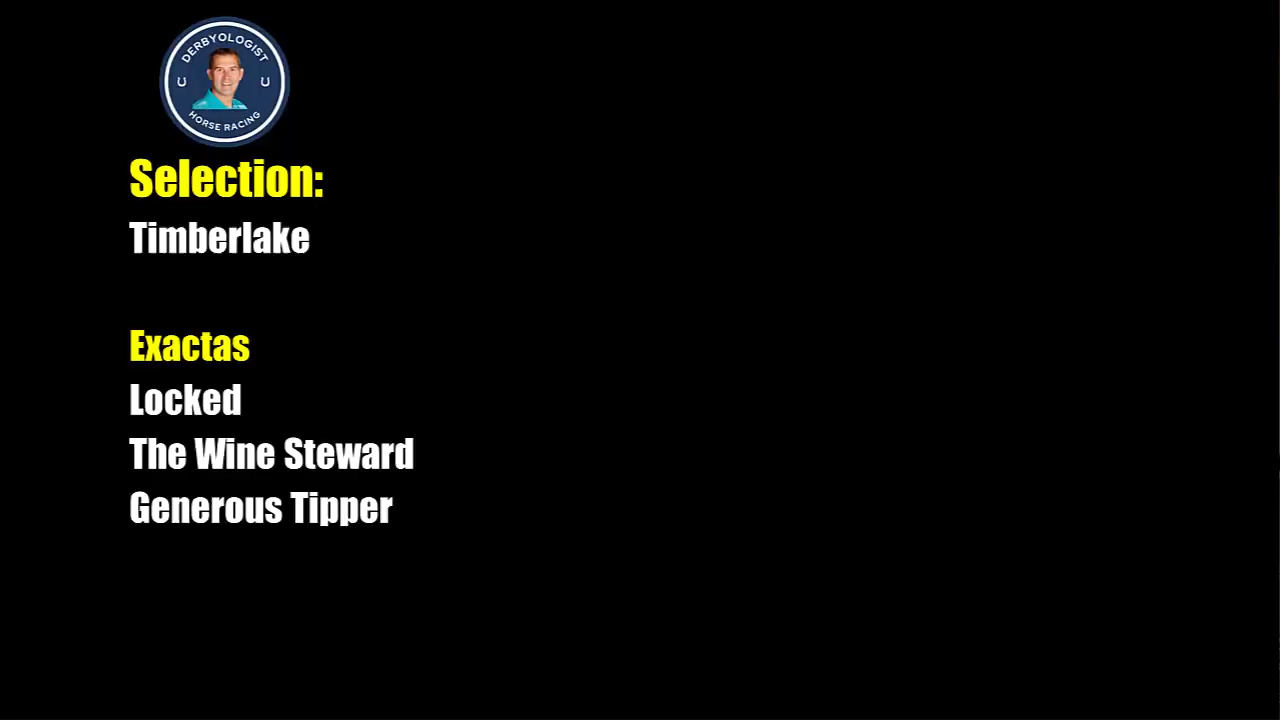 DERBYOLOGIST
HORSE RACING
Selection:
Timberlake
Exactas
Locked
The Wine Steward
Generous Tipper